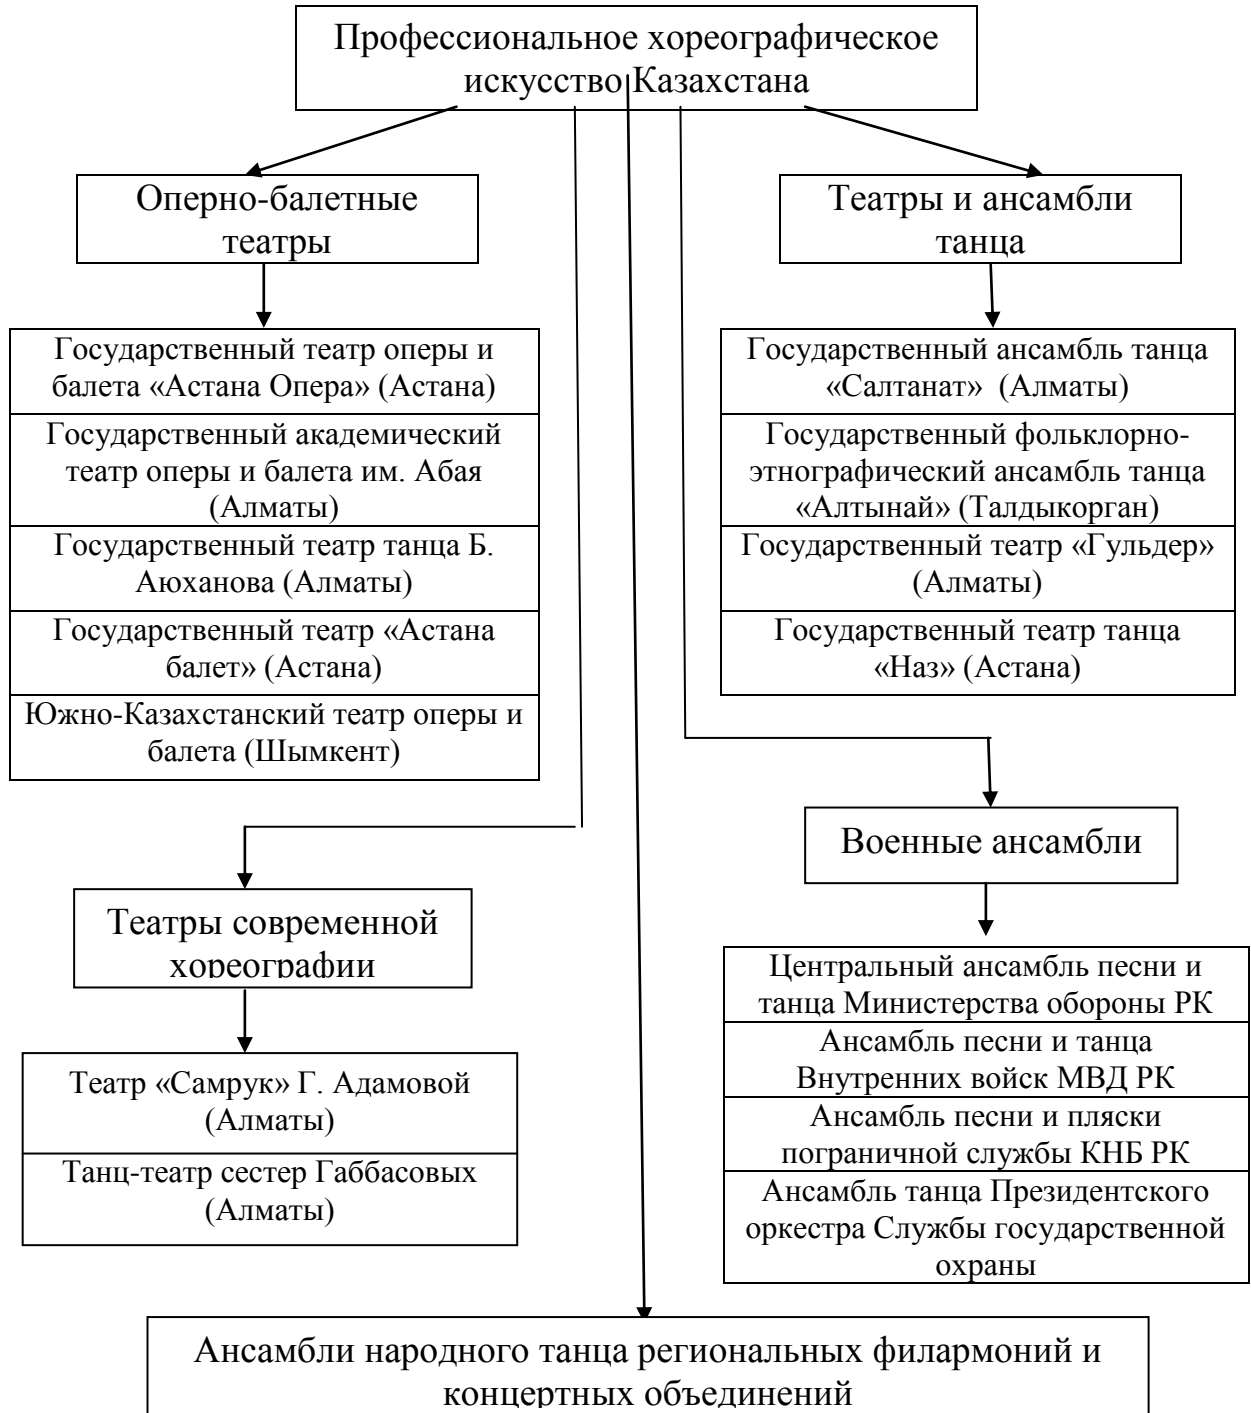 Профессиональное хореографическое
искусство Казахстана
Оперно-балетные
театры
Театры и ансамбли
танца
Государственный театр оперы и
балета «Астана Опера» (Астана)
Государственный академический
театр оперы и балета им. Абая
(Алматы)
Государственный театр танца Б.
Аюханова (Алматы)
Государственный театр «Астана
балет» (Астана)
Южно-Казахстанский театр оперы и
балета (Шымкент)
Государственный ансамбль танца
«Салтанат» (Алматы)
Государственный фольклорно-
этнографический ансамбль танца
«Алтынай» (Талдыкорган)
Государственный театр «Гульдер»
(Алматы)
Государственный театр танца
«Наз» (Астана)
Театры современной
хореографии
Театр «Самрук» Г. Адамовой
(Алматы)
Танц-театр сестер Габбасовых
(Алматы)
Военные ансамбли
Центральный ансамбль песни и
танца Министерства обороны РК
Ансамбль песни и танца
Внутренних войск МВД РК
Ансамбль песни и пляски
пограничной службы КНБ РК
Ансамбль танца Президентского
оркестра Службы государственной
охраны
Ансамбли народного танца региональных филармоний и
концертных объединений